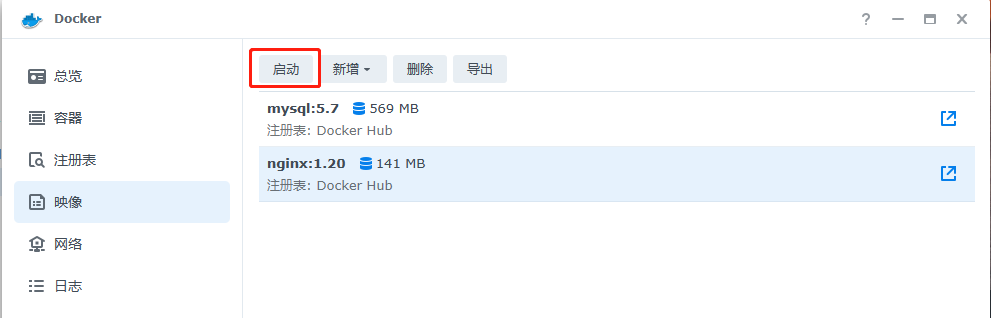 Docker
?
总览
容器
注册表
映像
网络
日志
启动 新增 删除 导出
mysql:5.7 569 MB
注册表: Docker Hub
nginx:1.20 141 MB
注册表: Docker Hub